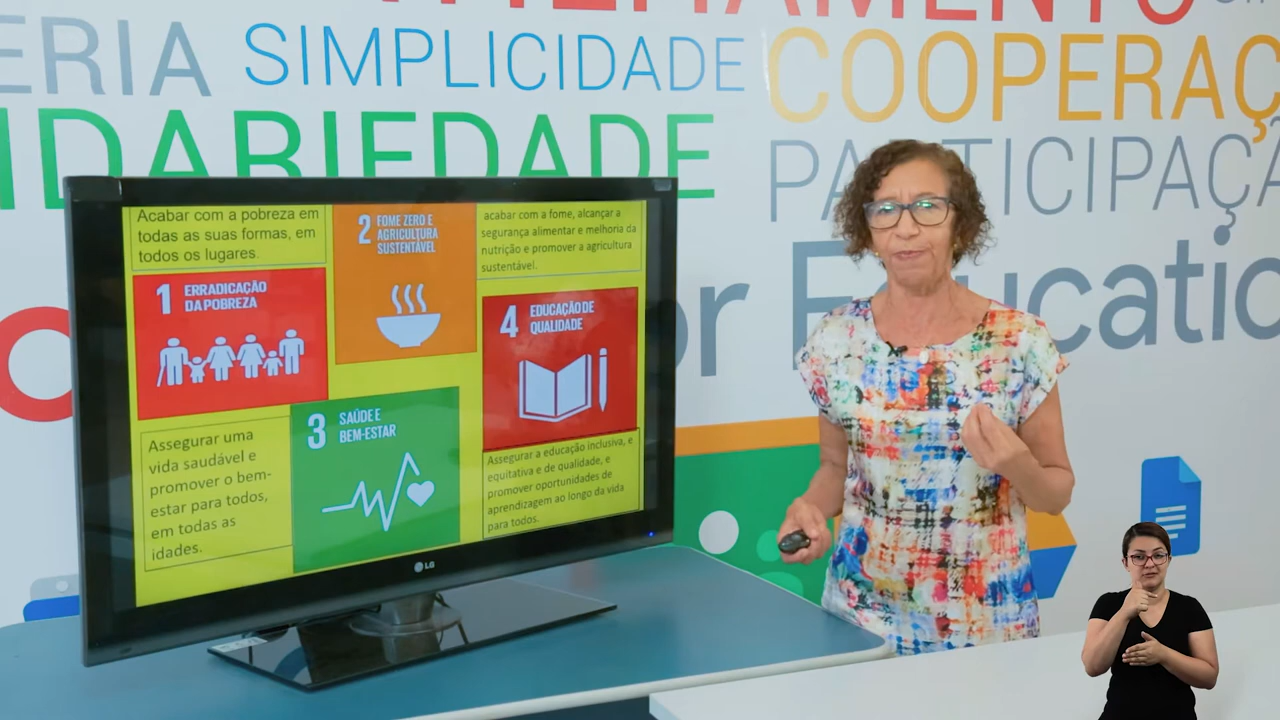 SIMPLICIDADE
COOPERAÇ
PARTICIPAÇÃ
Acabar com a pobreza em
todas as suas formas, em
todos os lugares.
2 FOME ZERO E
AGRICULTURA
SUSTENTÁVEL
acabar com a fome, alcançar a
segurança alimentar e melhoria da
nutrição e promover a agricultura
sustentável.
1 ERRADICAÇÃO
DA POBREZA
4 EDUCAÇÃO DE
QUALIDADE
3 SAÚDE E
BEM-ESTAR
Assegurar uma
vida saudável e
promover o bem-
estar para todos,
em todas as
idades.
Assegurar a educação inclusiva, e
equitativa e de qualidade, e
promover oportunidades de
aprendizagem ao longo da vida
para todos.
LG